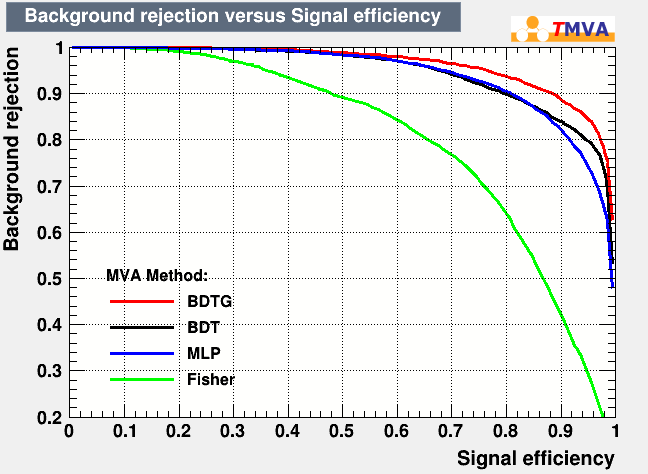 Background rejection versus Signal efficiency
TMVA
Background rejection
1
0.9
0.8
0.7
0.6
0.5
0.4
0.3
0.2
MVA Method:
BDTG
BDT
MLP
Fisher
0 0.1 0.2 0.3 0.4 0.5 0.6 0.7 0.8 0.9 1
Signal efficiency